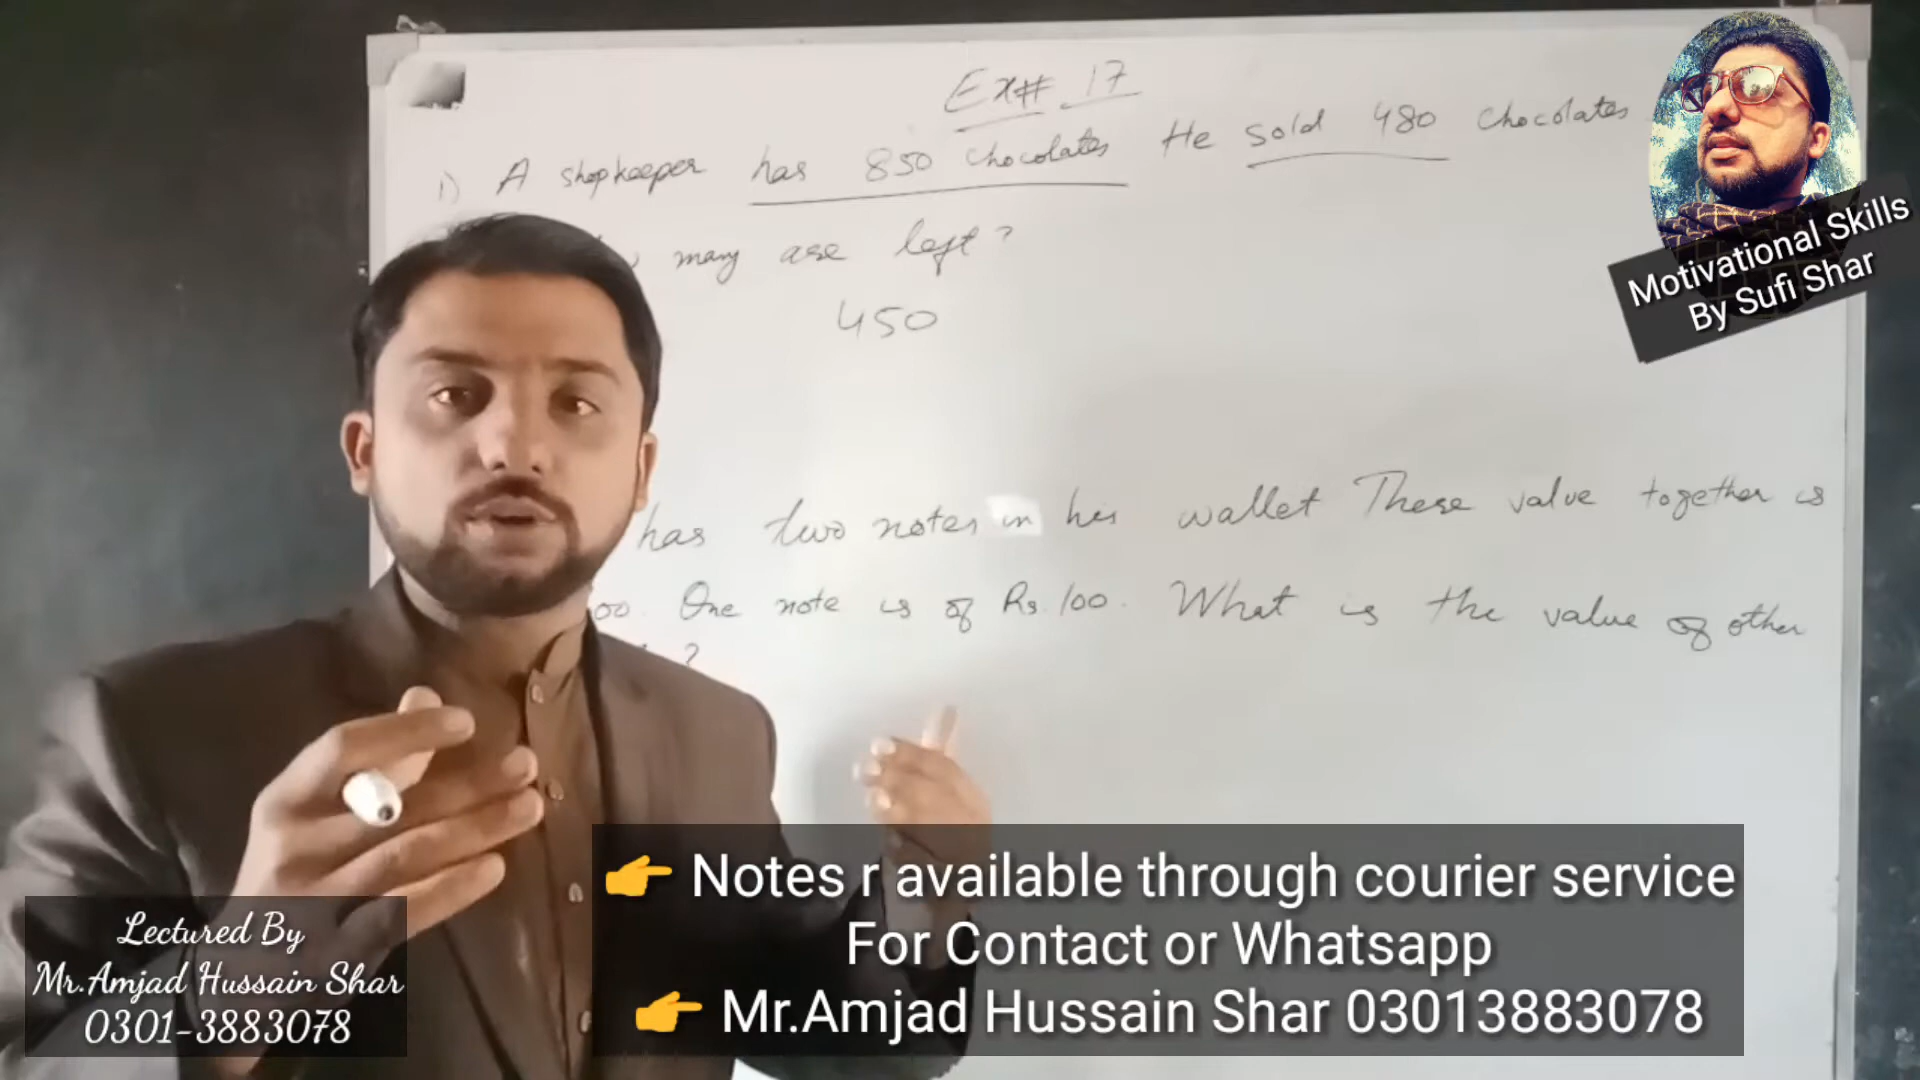 Ex# 17
1) A shopkeeper has 850 chocolates He sold 480 chocolates
many are left?
450
has two notes in his wallet These value together is
00. One note is of Rs. 100. What is the value of other
?
Motivational Skills
By Sufi Shar
👉 Notes r available through courier service
For Contact or Whatsapp
👉 Mr.Amjad Hussain Shar 03013883078
Lectured By
Mr.Amjad Hussain Shar
0301-3883078